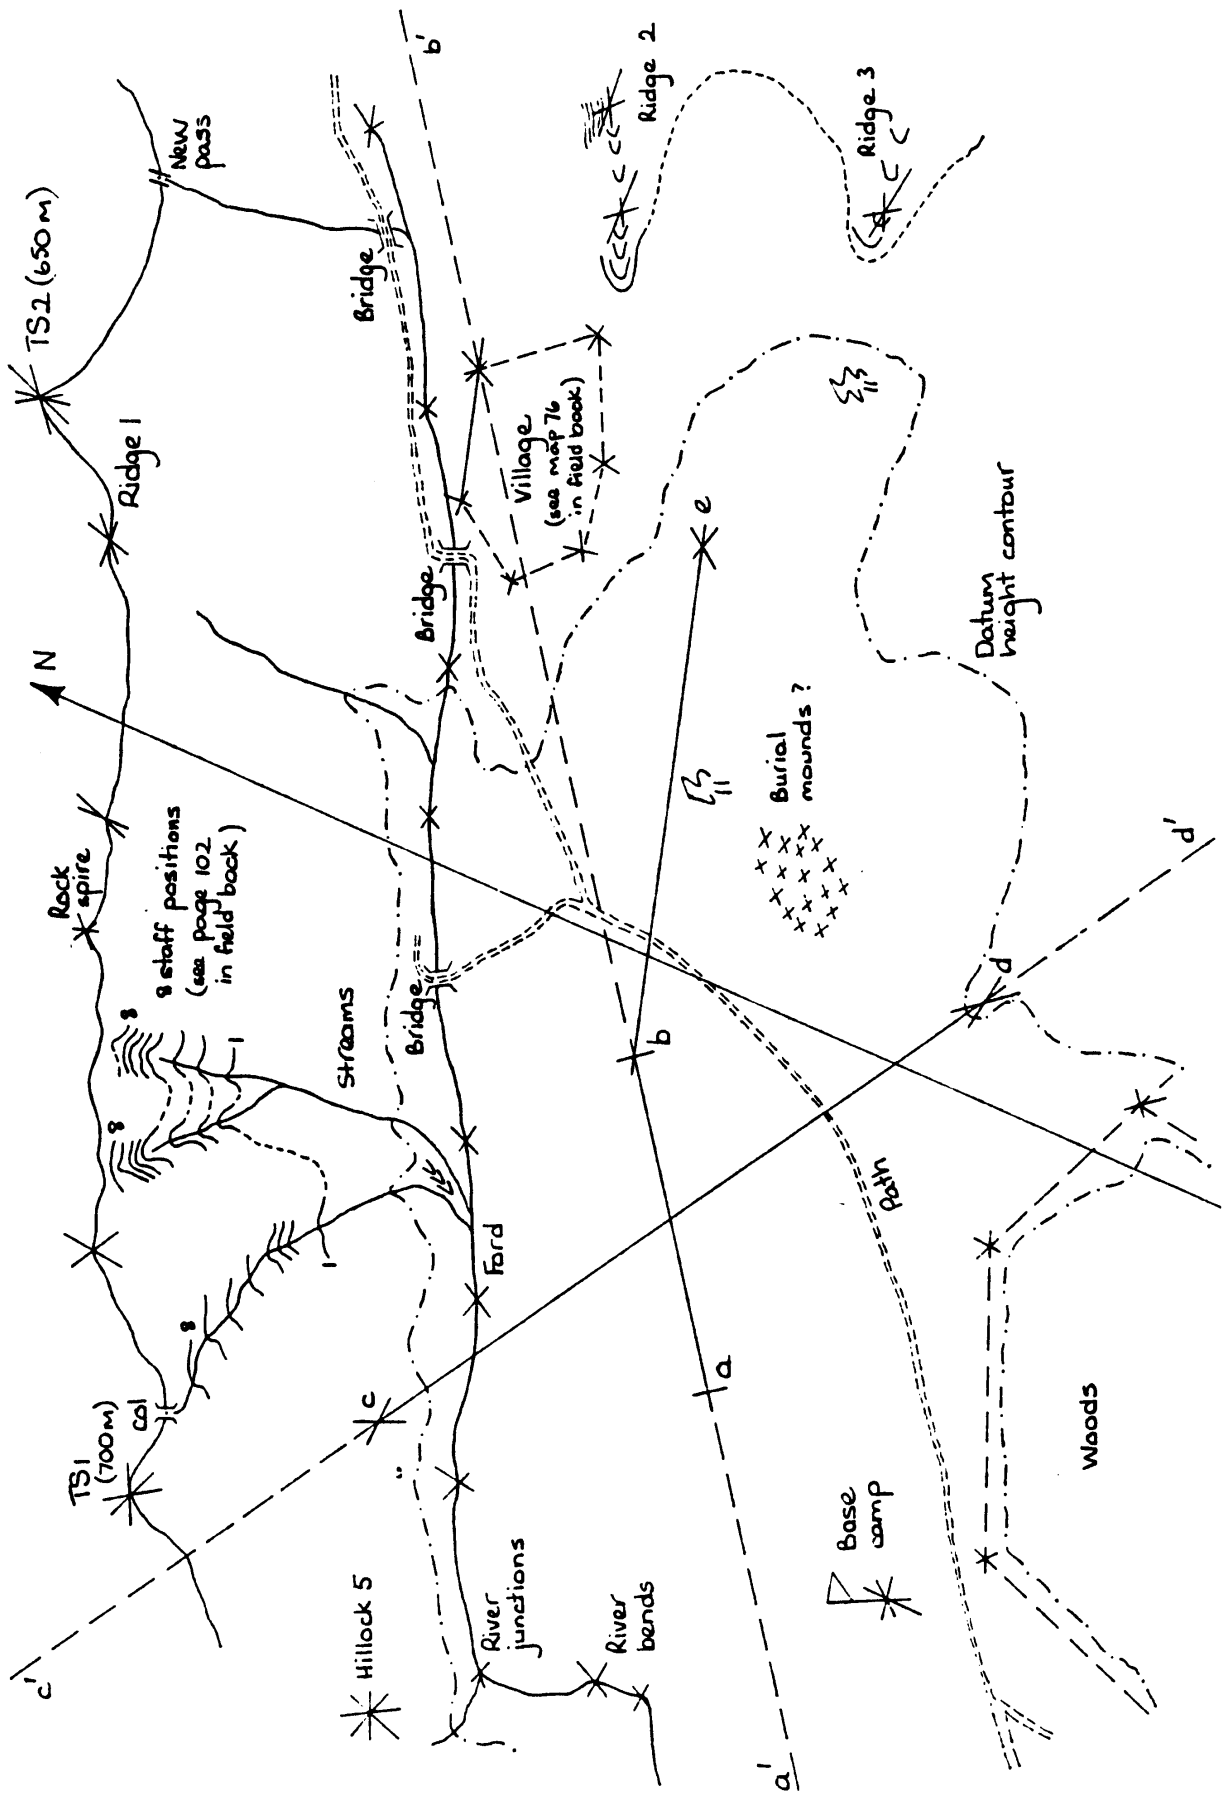 c'
TS1
(700m)
col
8
8
8
8 staff positions
(see page 102
in field book)
Rock
spire
N
Ridge 1
TS2 (650m)
New
pass
Hillock 5
c
1
1
Streams
Bridge
Bridge
Bridge
b'
River
junctions
Ford
River
bends
Village
(see map 76
in field book)
Ridge 2
a'
a
b
e
Base
camp
Path
Burial
mounds?
Ridge 3
Woods
d
Datum
height contour
d'